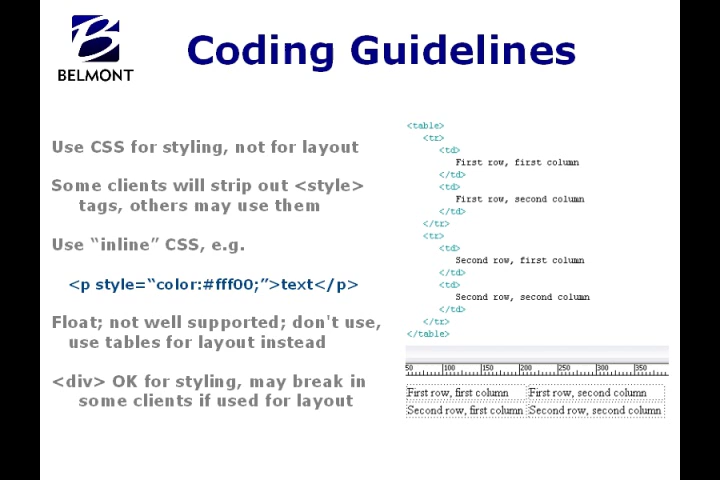 BELMONT
Coding Guidelines
Use CSS for styling, not for layout
Some clients will strip out <style>
tags, others may use them
Use “inline” CSS, e.g.
<p style=“color:#fff00;”>text</p>
Float; not well supported; don't use,
use tables for layout instead
<div> OK for styling, may break in
some clients if used for layout
<table>
<tr>
<td>
First row, first column
</td>
<td>
First row, second column
</td>
</tr>
<tr>
<td>
Second row, first column
</td>
<td>
Second row, second column
</td>
</tr>
</table>
50 100 150 200 250 300 350
First row, first column First row, second column
Second row, first column Second row, second column